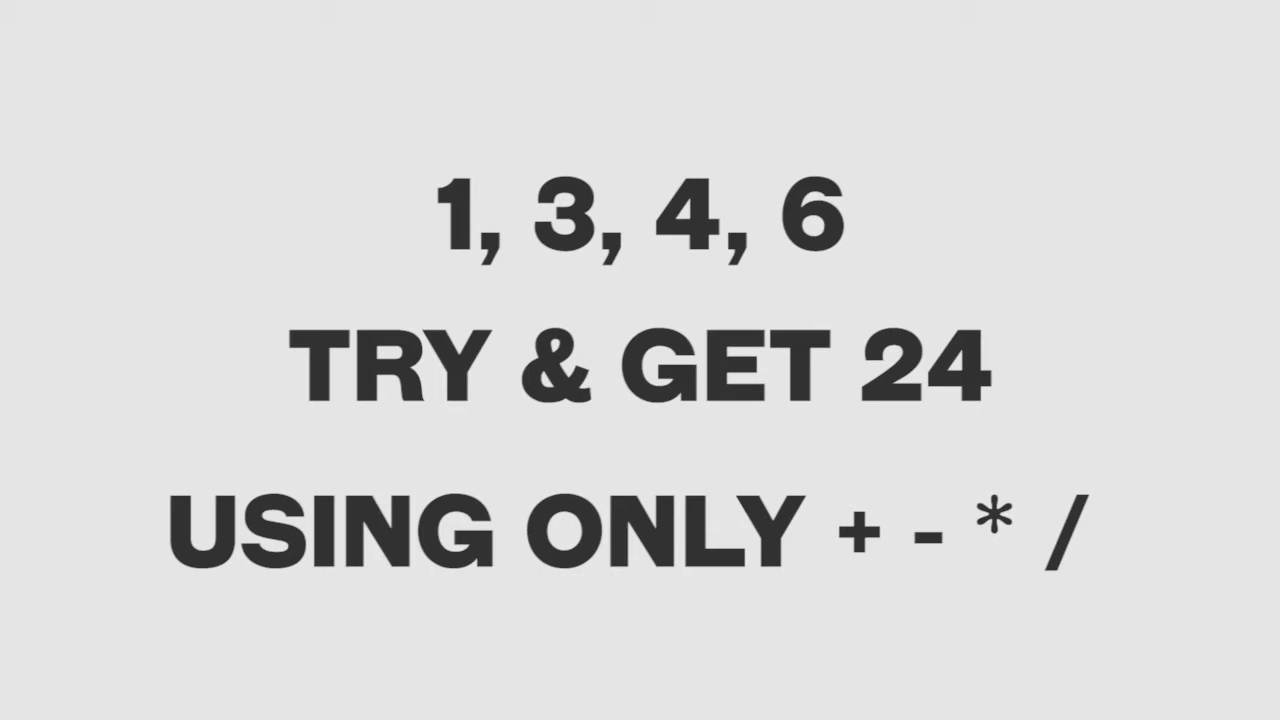 1, 3, 4, 6
TRY & GET 24
USING ONLY + - * /